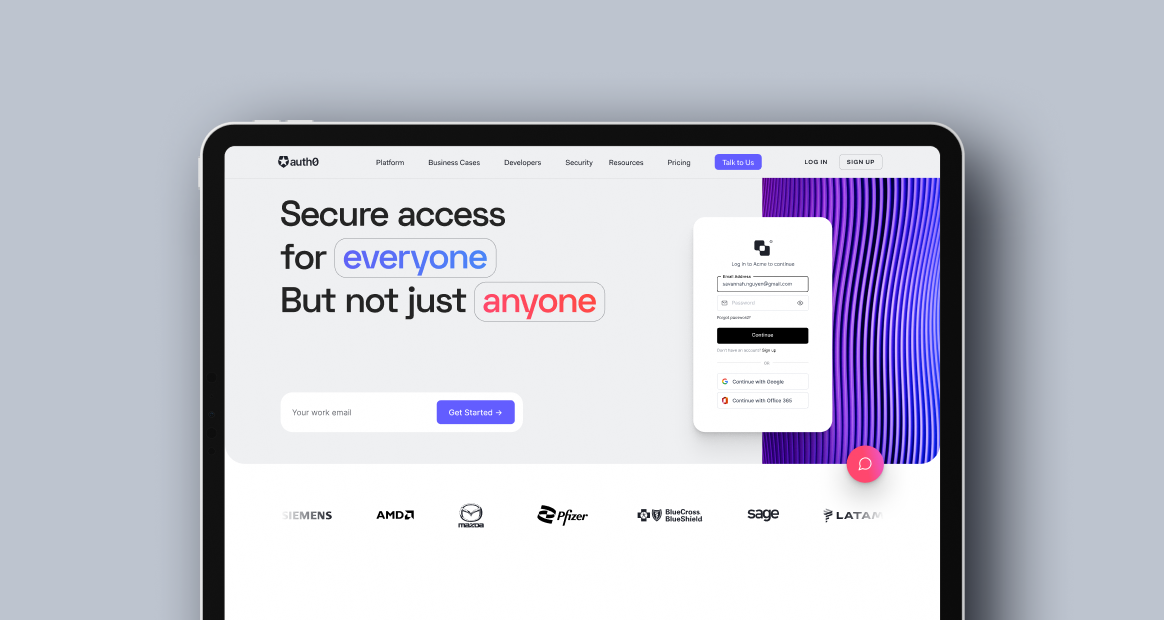 auth0
Platform
Business Cases
Developers
Security
Resources
Pricing
Talk to Us
LOG IN
SIGN UP
Secure access
for everyone
But not just anyone
Your work email
Get Started →
Log in to Acme to continue
Email Address
savannah.nguyen@gmail.com
Password
Forgot password?
Continue
Don't have an account? Sign up
OR
Continue with Google
Continue with Office 365
SIEMENS
AMD
mazda
Pfizer
BlueCross
BlueShield
sage
LATAM